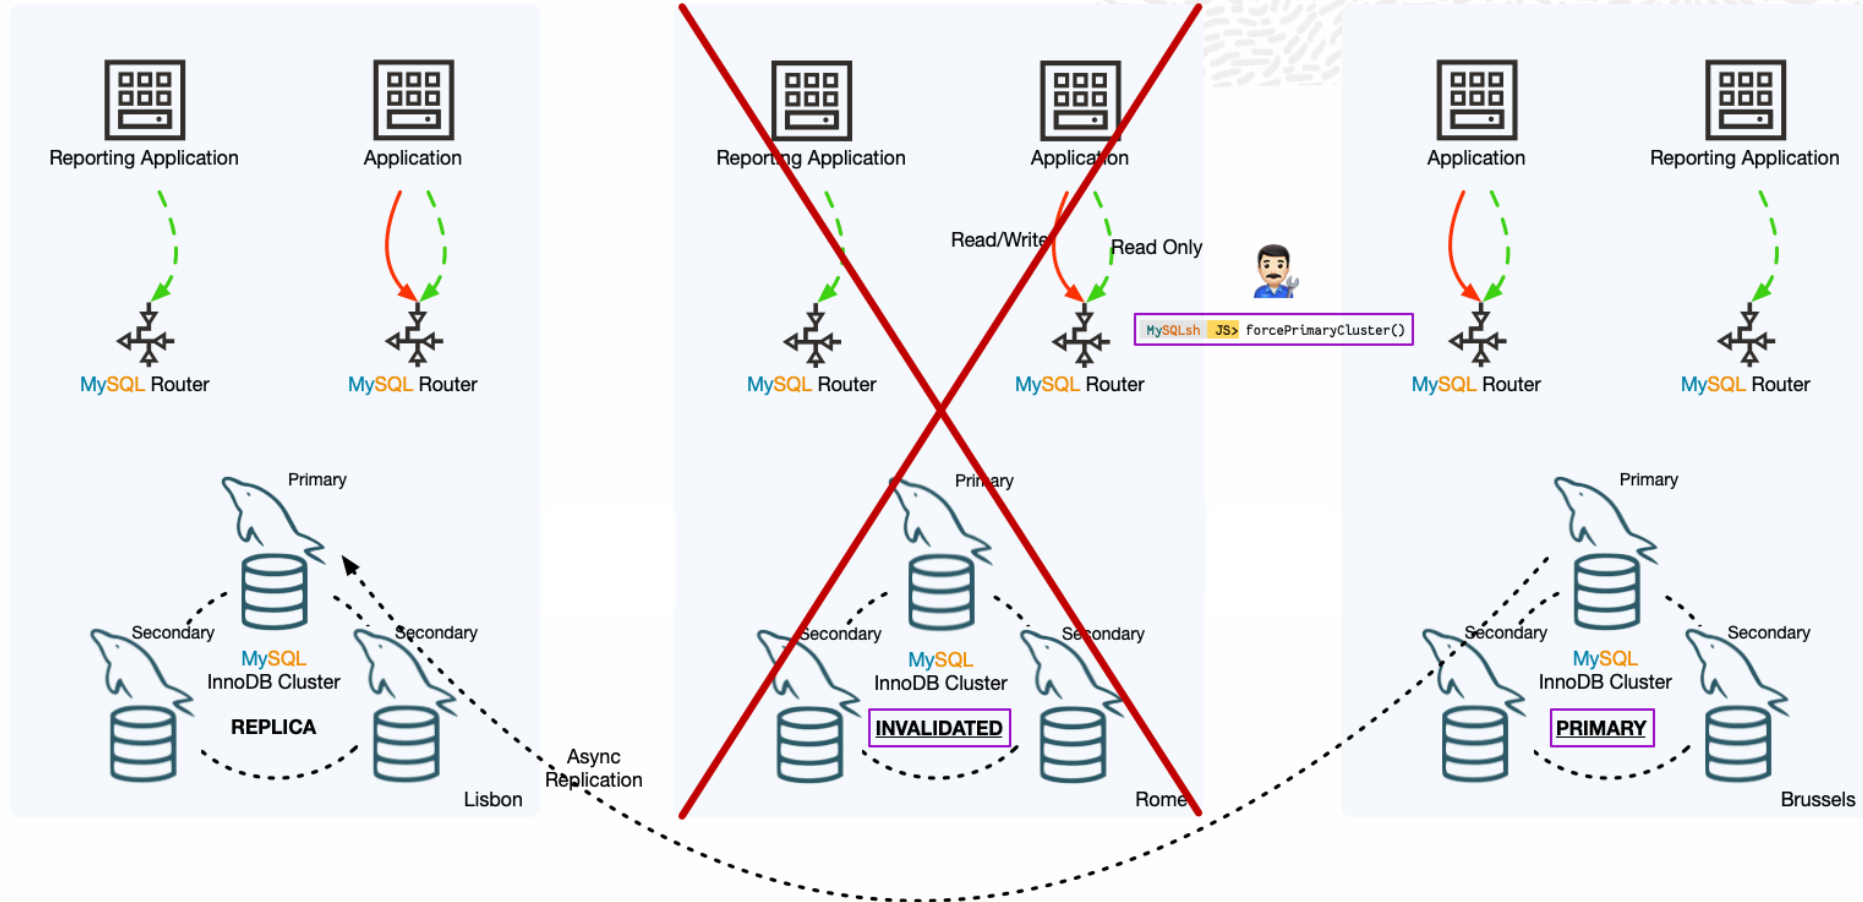 Reporting Application
Application
MySQL Router
MySQL Router
Primary
Secondary
Secondary
MySQL
InnoDB Cluster
REPLICA
Lisbon
Async
Replication
Reporting Application
Application
Read/Write
Read Only
MySQL Router
MySQL Router
Primary
Secondary
Secondary
MySQL
InnoDB Cluster
INVALIDATED
Rome
MySQLsh JS> forcePrimaryCluster()
Application
Reporting Application
MySQL Router
MySQL Router
Primary
Secondary
Secondary
MySQL
InnoDB Cluster
PRIMARY
Brussels